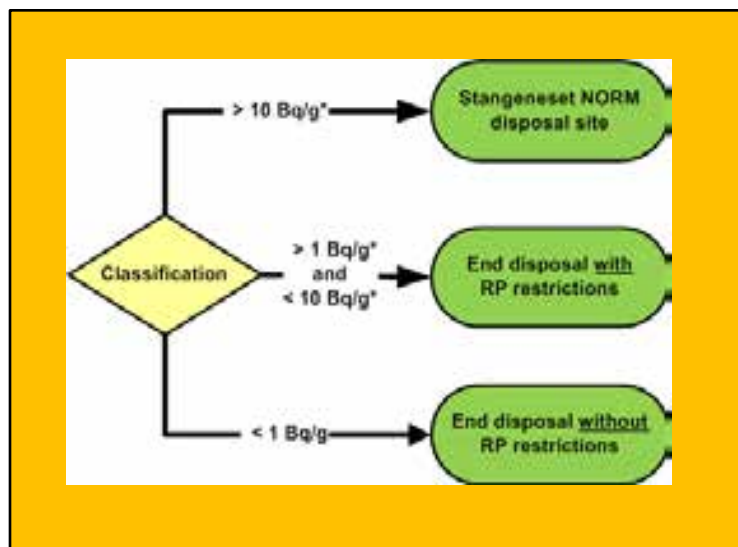 > 10 Bq/g*
Stangeneset NORM
disposal site
Classification
> 1 Bq/g*
and
< 10 Bq/g*
End disposal with
RP restrictions
< 1 Bq/g
End disposal without
RP restrictions